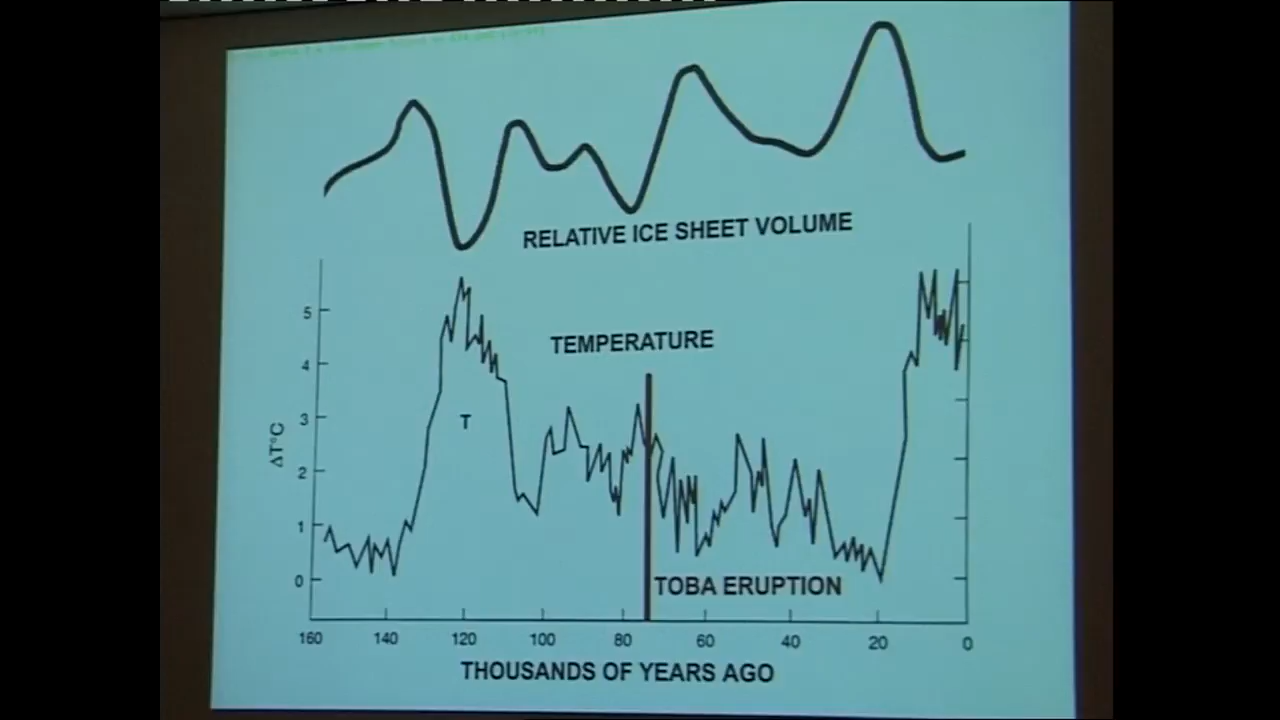 RELATIVE ICE SHEET VOLUME
TEMPERATURE
T
ΔT°C
5
4
3
2
1
0
TOBA ERUPTION
160 140 120 100 80 60 40 20 0
THOUSANDS OF YEARS AGO